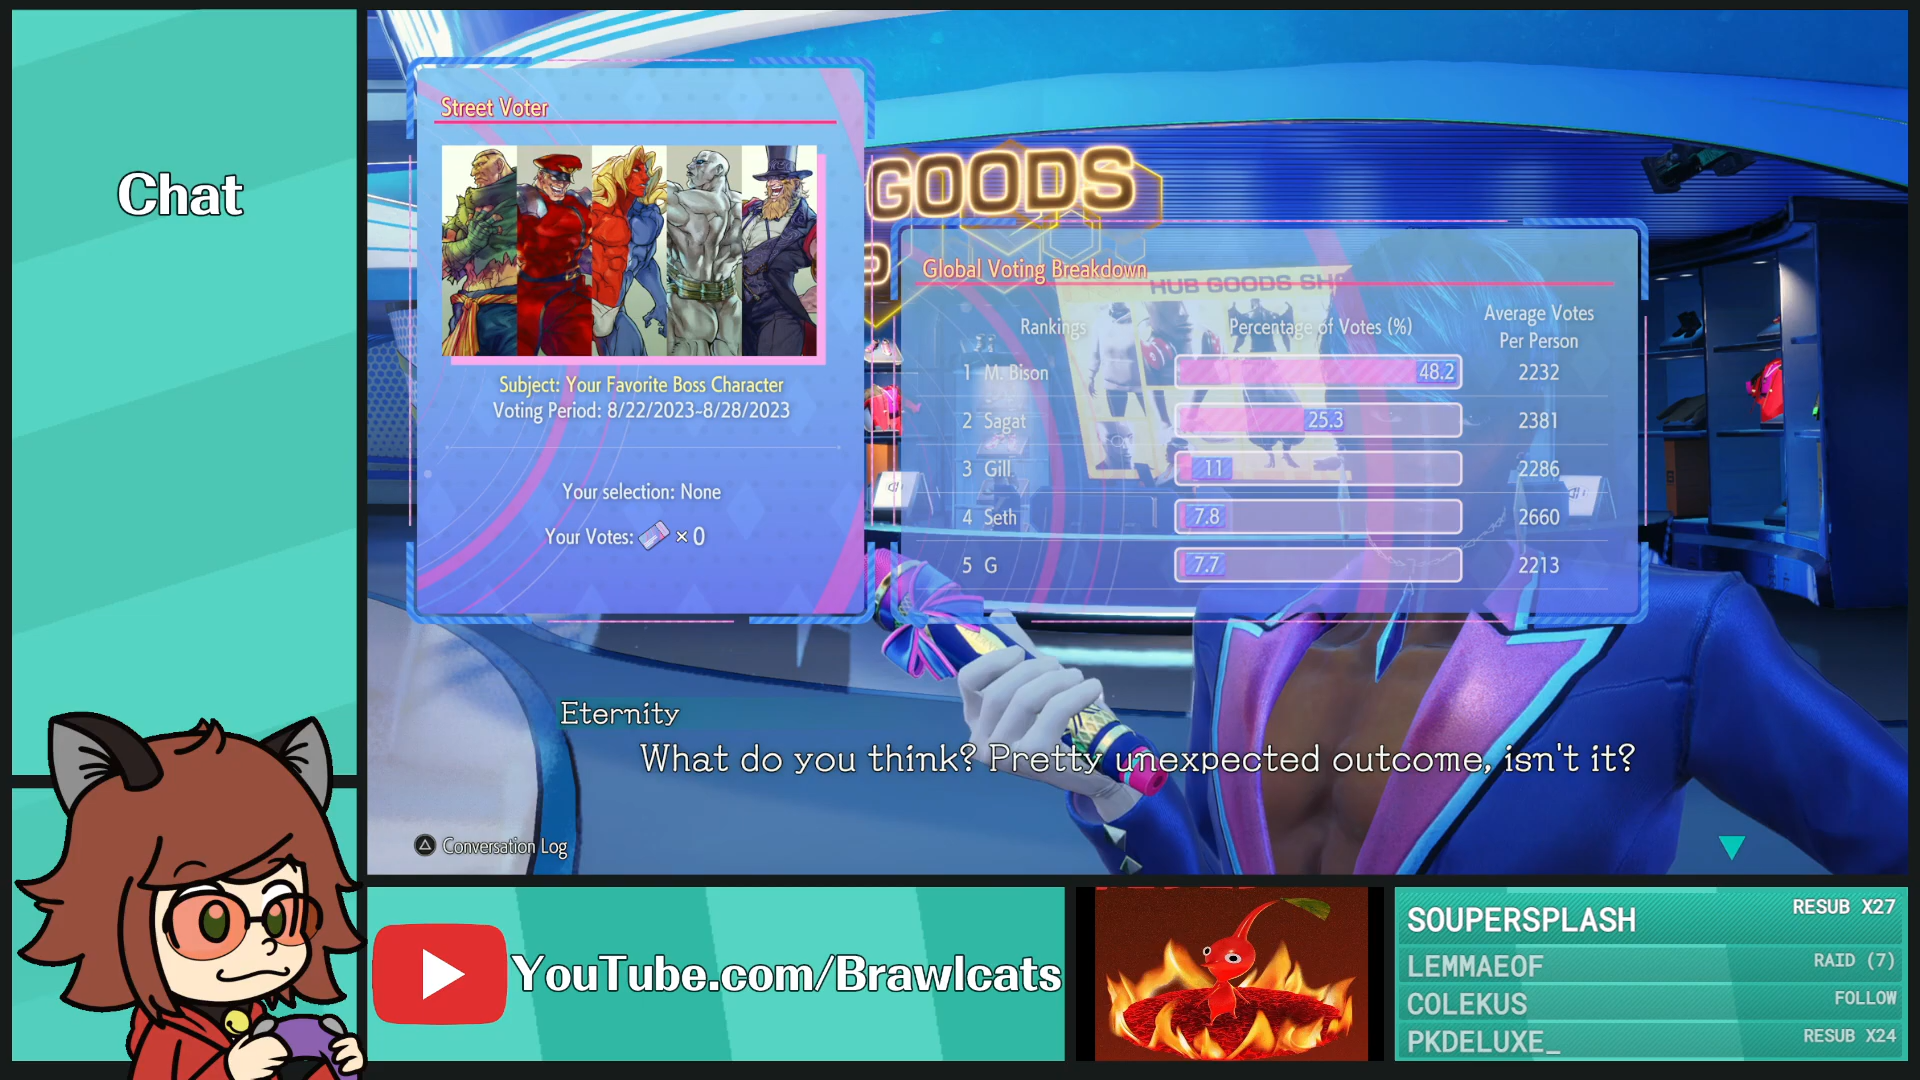 Chat
Street Voter
Subject: Your Favorite Boss Character
Voting Period: 8/22/2023-8/28/2023
Your selection: None
Your Votes: × 0
GOODS
P
HUB GOODS SH
Global Voting Breakdown
Rankings Percentage of Votes (%) Average Votes
Per Person
1 M. Bison 48.2 2232
2 Sagat 25.3 2381
3 Gill 11 2286
4 Seth 7.8 2660
5 G 7.7 2213
Eternity
What do you think? Pretty unexpected outcome, isn't it?
Conversation Log
YouTube.com/Brawlcats
SOUPERSPLASH RESUB X27
LEMMAEOF RAID (7)
COLEKUS FOLLOW
PKDELUXE_ RESUB X24